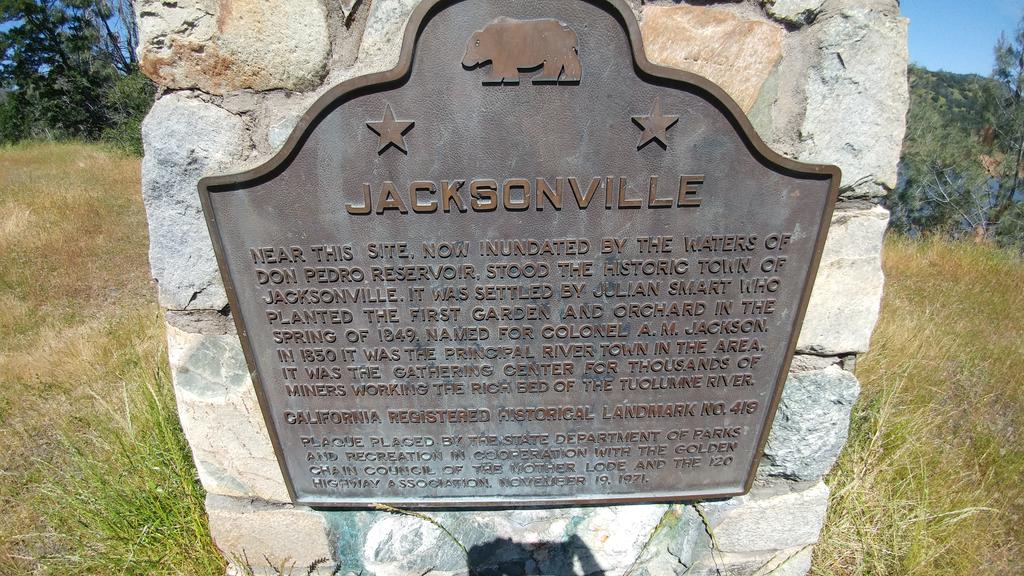 JACKSONVILLE
NEAR THIS SITE, NOW INUNDATED BY THE WATERS OF
DON PEDRO RESERVOIR, STOOD THE HISTORIC TOWN OF
JACKSONVILLE. IT WAS SETTLED BY JULIAN SMART WHO
PLANTED THE FIRST GARDEN AND ORCHARD IN THE
SPRING OF 1849, NAMED FOR COLONEL A. M. JACKSON.
IN 1850 IT WAS THE PRINCIPAL RIVER TOWN IN THE AREA.
IT WAS THE GATHERING CENTER FOR THOUSANDS OF
MINERS WORKING THE RICH BED OF THE TUOLUMNE RIVER.
CALIFORNIA REGISTERED HISTORICAL LANDMARK NO. 419
PLAQUE PLACED BY THE STATE DEPARTMENT OF PARKS
AND RECREATION IN COOPERATION WITH THE GOLDEN
CHAIN COUNCIL OF THE MOTHER LODE AND THE 120
HIGHWAY ASSOCIATION, NOVEMBER 19, 1971.